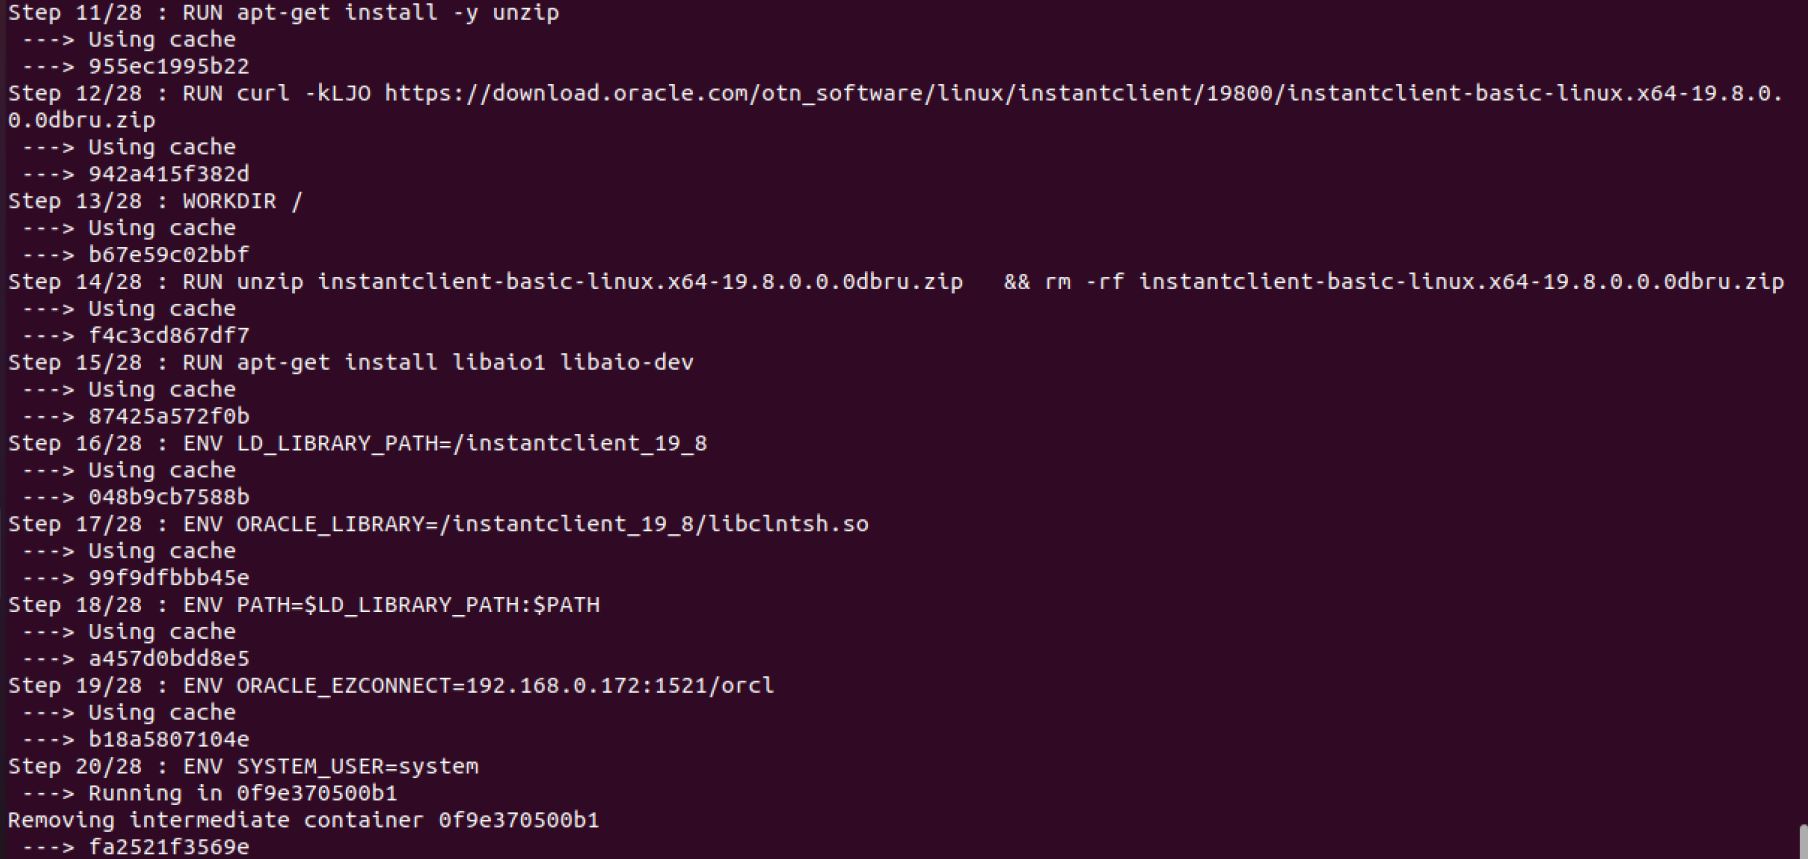 Step 11/28 : RUN apt-get install -y unzip
 ---> Using cache
 ---> 955ec1995b22
Step 12/28 : RUN curl -kLJO https://download.oracle.com/otn_software/linux/instantclient/19800/instantclient-basic-linux.x64-19.8.0.
0.0dbru.zip
 ---> Using cache
 ---> 942a415f382d
Step 13/28 : WORKDIR /
 ---> Using cache
 ---> b67e59c02bbf
Step 14/28 : RUN unzip instantclient-basic-linux.x64-19.8.0.0.0dbru.zip   && rm -rf instantclient-basic-linux.x64-19.8.0.0.0dbru.zip
 ---> Using cache
 ---> f4c3cd867df7
Step 15/28 : RUN apt-get install libaio1 libaio-dev
 ---> Using cache
 ---> 87425a572f0b
Step 16/28 : ENV LD_LIBRARY_PATH=/instantclient_19_8
 ---> Using cache
 ---> 048b9cb7588b
Step 17/28 : ENV ORACLE_LIBRARY=/instantclient_19_8/libclntsh.so
 ---> Using cache
 ---> 99f9dfbbb45e
Step 18/28 : ENV PATH=$LD_LIBRARY_PATH:$PATH
 ---> Using cache
 ---> a457d0bdd8e5
Step 19/28 : ENV ORACLE_EZCONNECT=192.168.0.172:1521/orcl
 ---> Using cache
 ---> b18a5807104e
Step 20/28 : ENV SYSTEM_USER=system
 ---> Running in 0f9e370500b1
Removing intermediate container 0f9e370500b1
 ---> fa2521f3569e